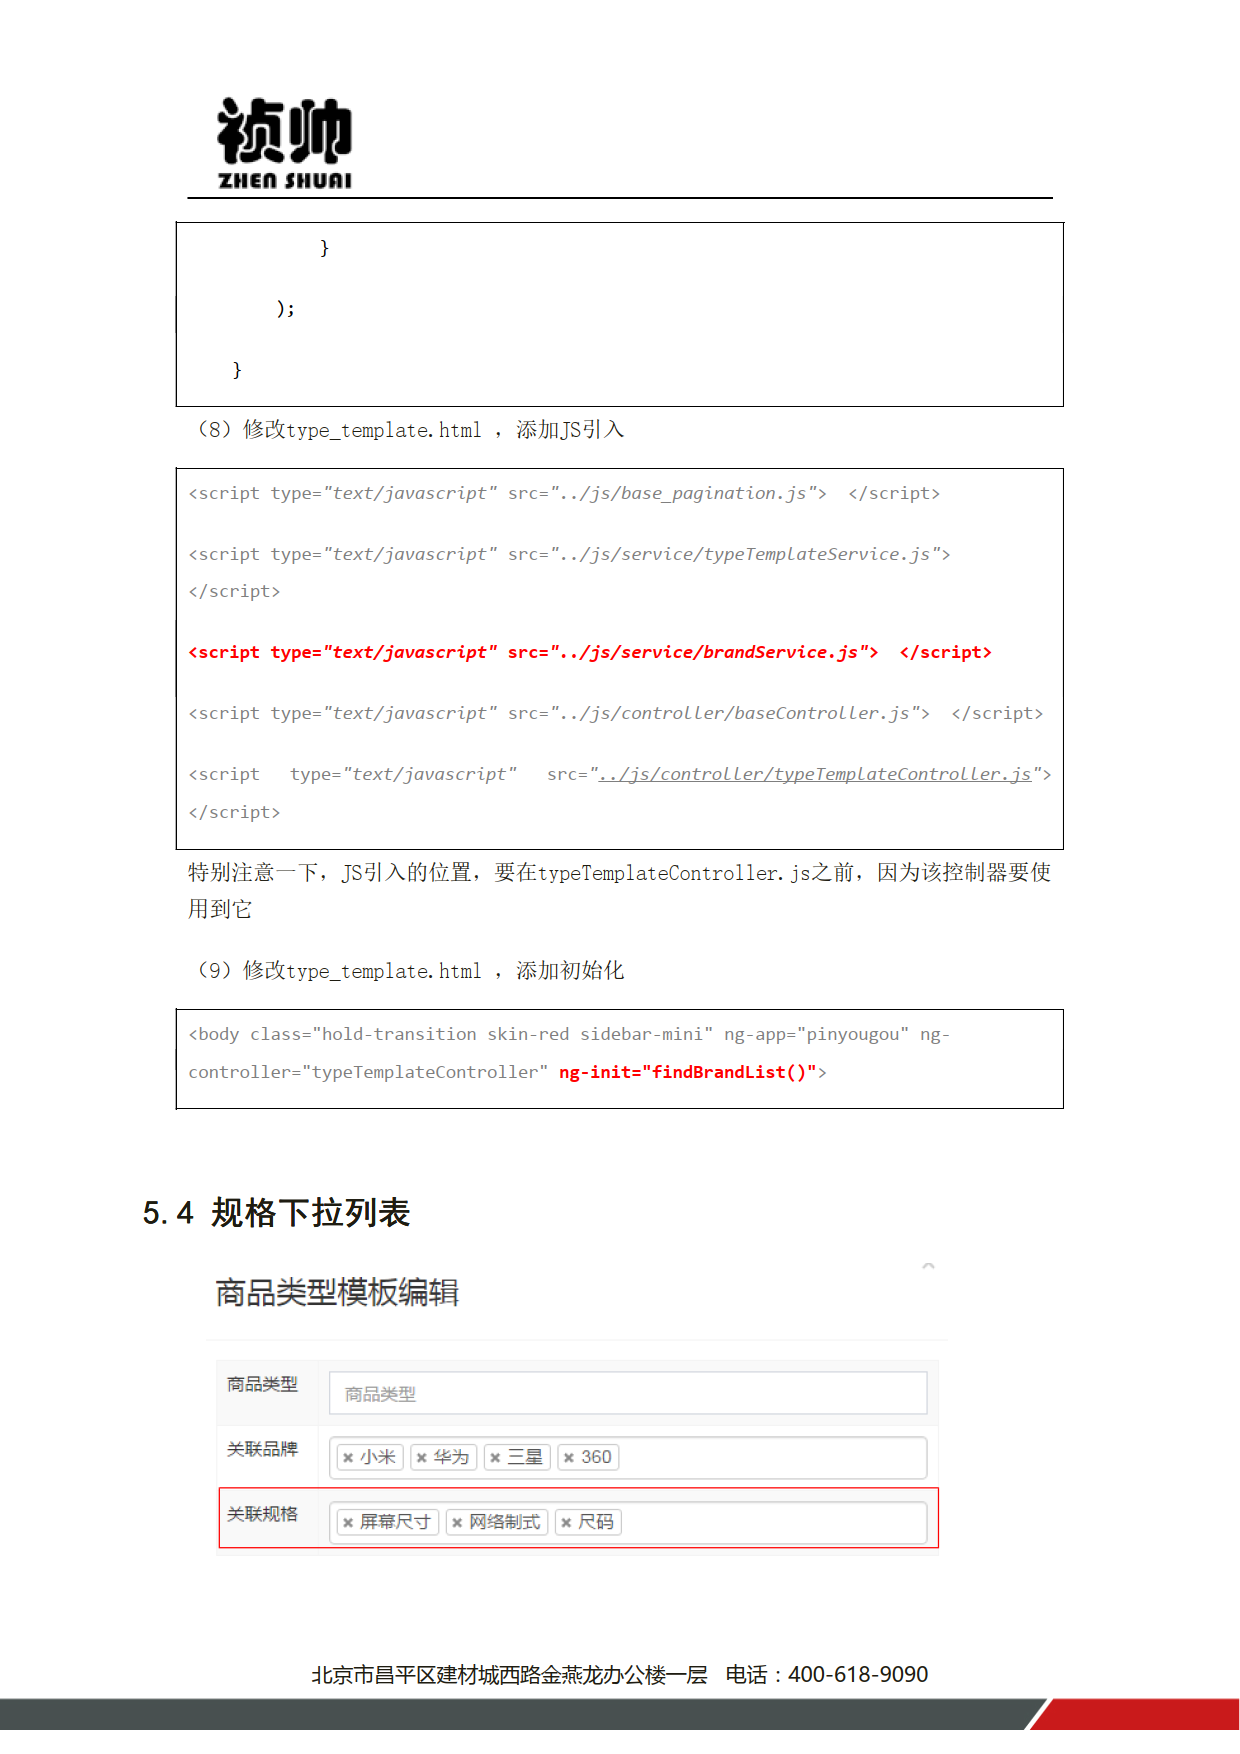 祯帅
ZHEN SHUAI
}
);
}
（8）修改type_template.html ，添加JS引入
<script type="text/javascript" src="../js/base_pagination.js">  </script>
<script type="text/javascript" src="../js/service/typeTemplateService.js">
</script>
<script type="text/javascript" src="../js/service/brandService.js">  </script>
<script type="text/javascript" src="../js/controller/baseController.js">  </script>
<script type="text/javascript" src="../js/controller/typeTemplateController.js">
</script>
特别注意一下，JS引入的位置，要在typeTemplateController.js之前，因为该控制器要使
用到它
（9）修改type_template.html ，添加初始化
<body class="hold-transition skin-red sidebar-mini" ng-app="pinyougou" ng-
controller="typeTemplateController" ng-init="findBrandList()">
5.4 规格下拉列表
商品类型模板编辑
商品类型 商品类型
关联品牌 × 小米 × 华为 × 三星 × 360
关联规格 × 屏幕尺寸 × 网络制式 × 尺码
北京市昌平区建材城西路金燕龙办公楼一层 电话：400-618-9090